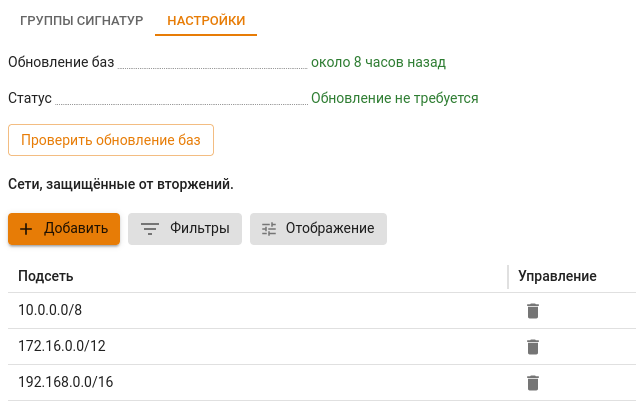 ГРУППЫ СИГНАТУР НАСТРОЙКИ
Обновление баз около 8 часов назад
Статус Обновление не требуется
Проверить обновление баз
Сети, защищённые от вторжений.
Добавить Фильтры Отображение
Подсеть Управление
10.0.0.0/8
172.16.0.0/12
192.168.0.0/16